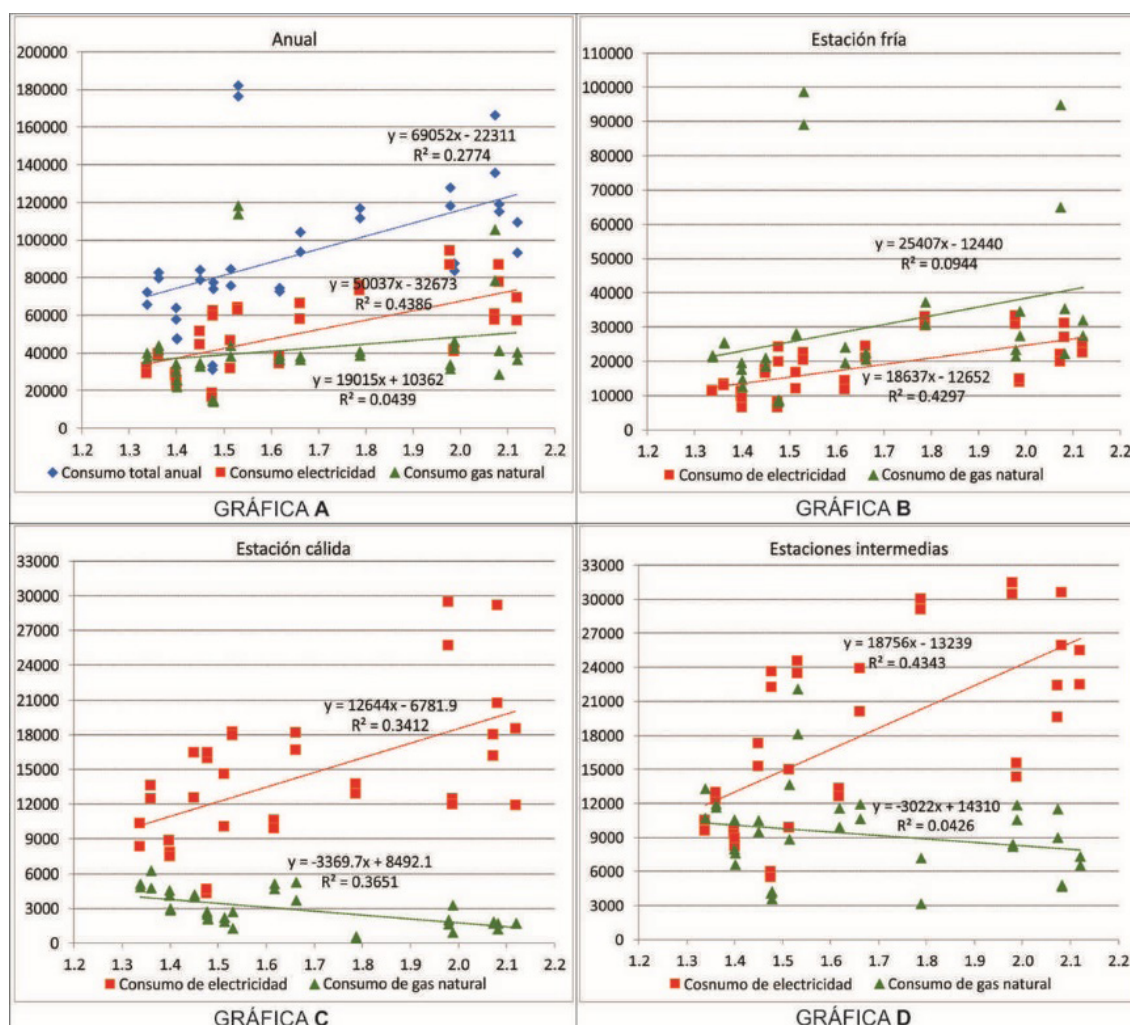 Anual
200000
180000
160000
140000
120000
100000
80000
60000
40000
20000
0
y = 69052x - 22311
R² = 0.2774
y = 50037x - 32673
R² = 0.4386
y = 19015x + 10362
R² = 0.0439
1.2 1.3 1.4 1.5 1.6 1.7 1.8 1.9 2.0 2.1 2.2
Consumo total anual Consumo electricidad Consumo gas natural
GRÁFICA A
Estación fría
110000
100000
90000
80000
70000
60000
50000
40000
30000
20000
10000
0
y = 25407x - 12440
R² = 0.0944
y = 18637x - 12652
R² = 0.4297
1.2 1.3 1.4 1.5 1.6 1.7 1.8 1.9 2.0 2.1 2.2
Consumo de electricidad Cosnumo de gas natural
GRÁFICA B
Estación cálida
33000
30000
27000
24000
21000
18000
15000
12000
9000
6000
3000
0
y = 12644x - 6781.9
R² = 0.3412
y = -3369.7x + 8492.1
R² = 0.3651
1.2 1.3 1.4 1.5 1.6 1.7 1.8 1.9 2.0 2.1 2.2
Consumo de electricidad Consumo de gas natural
GRÁFICA C
Estaciones intermedias
33000
30000
27000
24000
21000
18000
15000
12000
9000
6000
3000
0
y = 18756x - 13239
R² = 0.4343
y = -3022x + 14310
R² = 0.0426
1.2 1.3 1.4 1.5 1.6 1.7 1.8 1.9 2.0 2.1 2.2
Cosnumo de electricidad Consumo de gas natural
GRÁFICA D